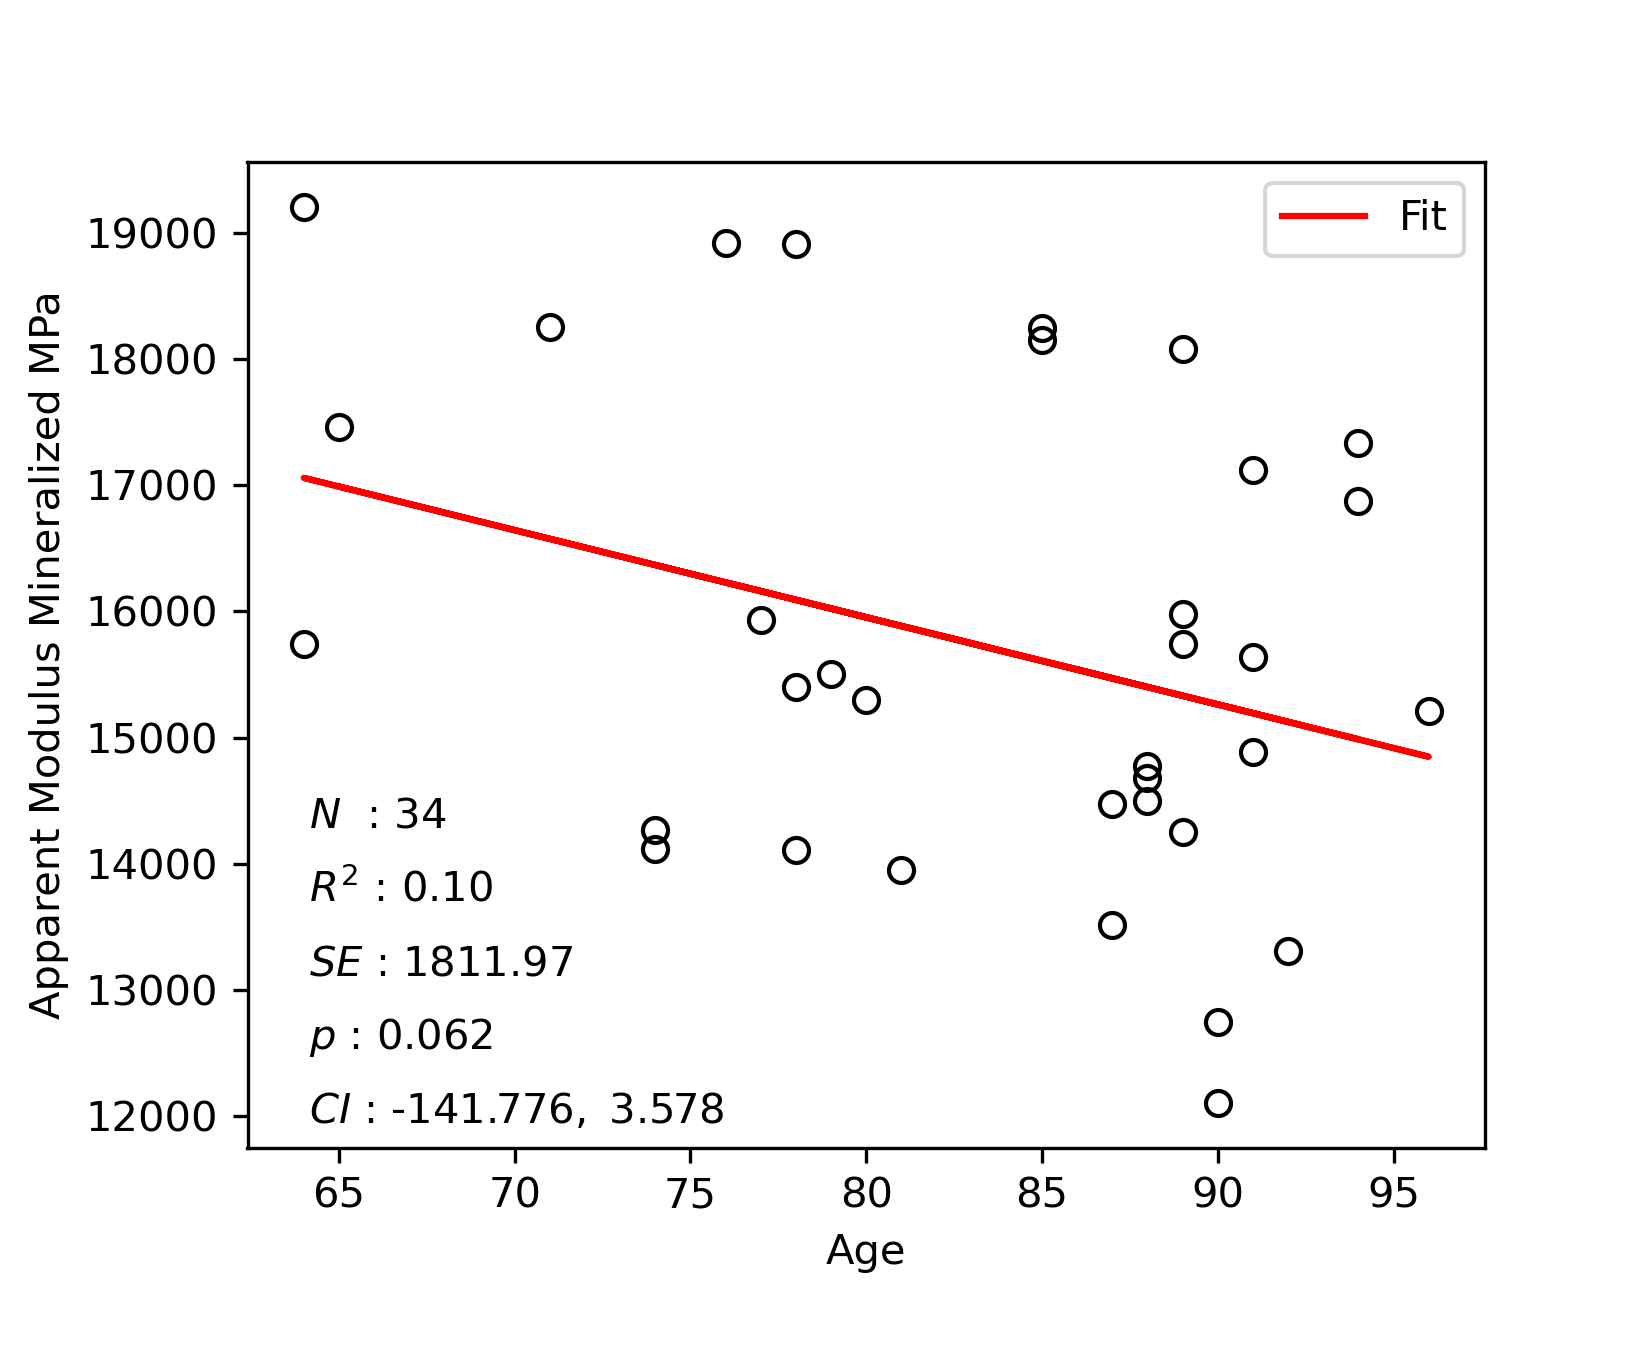 Fit
Apparent Modulus Mineralized MPa
19000
18000
17000
16000
15000
14000
13000
12000
N : 34
R² : 0.10
SE : 1811.97
p : 0.062
CI : -141.776, 3.578
65 70 75 80 85 90 95
Age